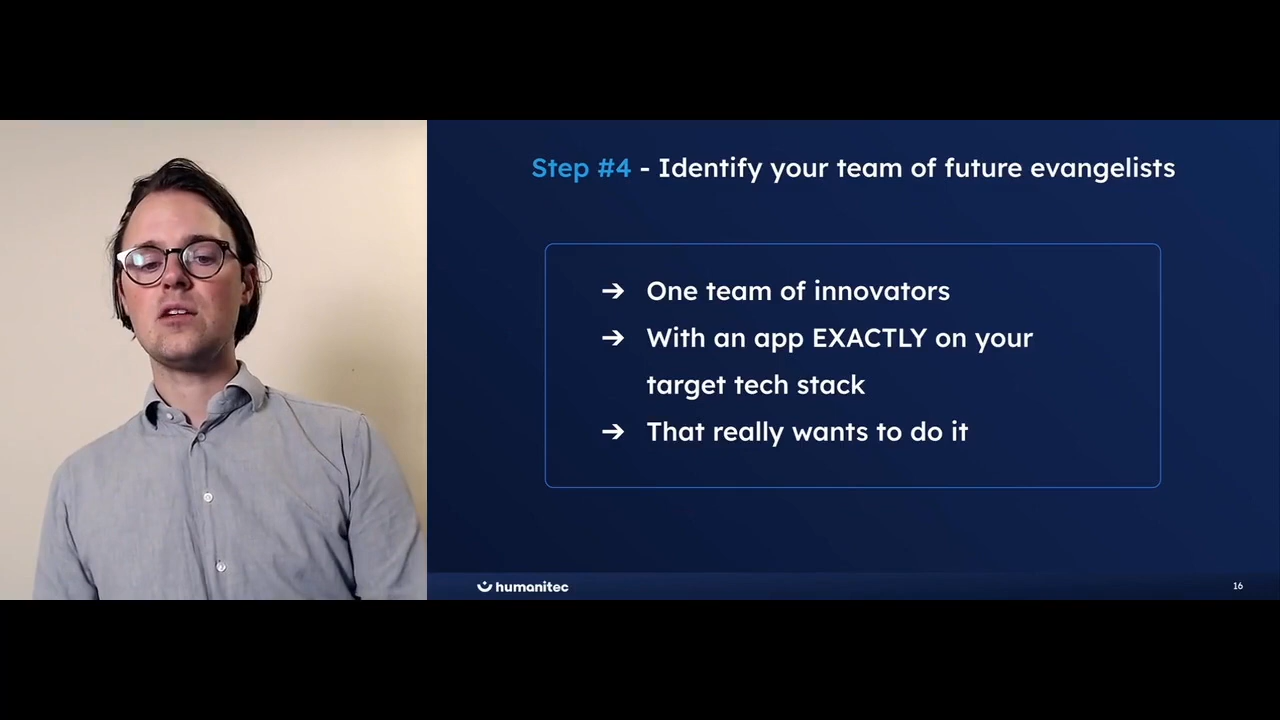 Step #4 - Identify your team of future evangelists
➔ One team of innovators
➔ With an app EXACTLY on your
target tech stack
➔ That really wants to do it
humanitec
16